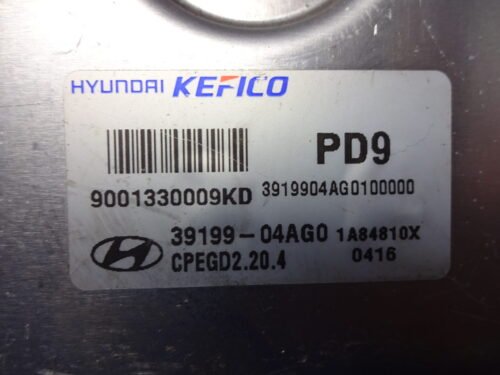 HYUNDAI KEFICO
PD9
9001330009KD 3919904AG0100000
39199-04AG0 1A84810X
CPEGD2.20.4 0416